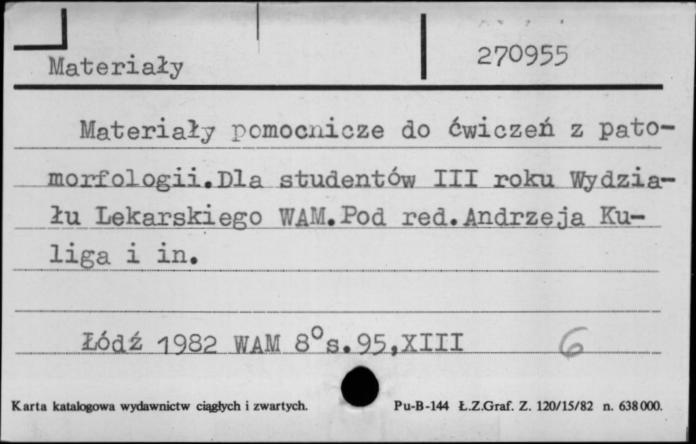 Materiały 270955
Materiały pomocnicze do ćwiczeń z pato-
morfologii.Dla studentów III roku Wydzia-
łu Lekarskiego WAM.Pod red.Andrzeja Ku-
liga i in.
Łódź 1982 WAM 8°s.95,XIII 6
Karta katalogowa wydawnictw ciągłych i zwartych. Pu-B-144 Ł.Z.Graf. Z. 120/15/82 n. 638000.